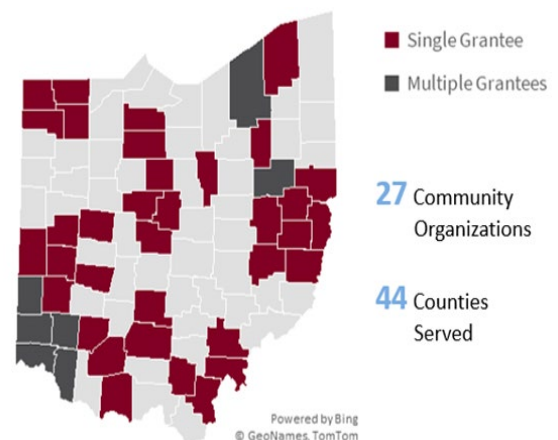 Single Grantee
Multiple Grantees
27 Community
Organizations
44 Counties
Served
Powered by Bing
© GeoNames, TomTom